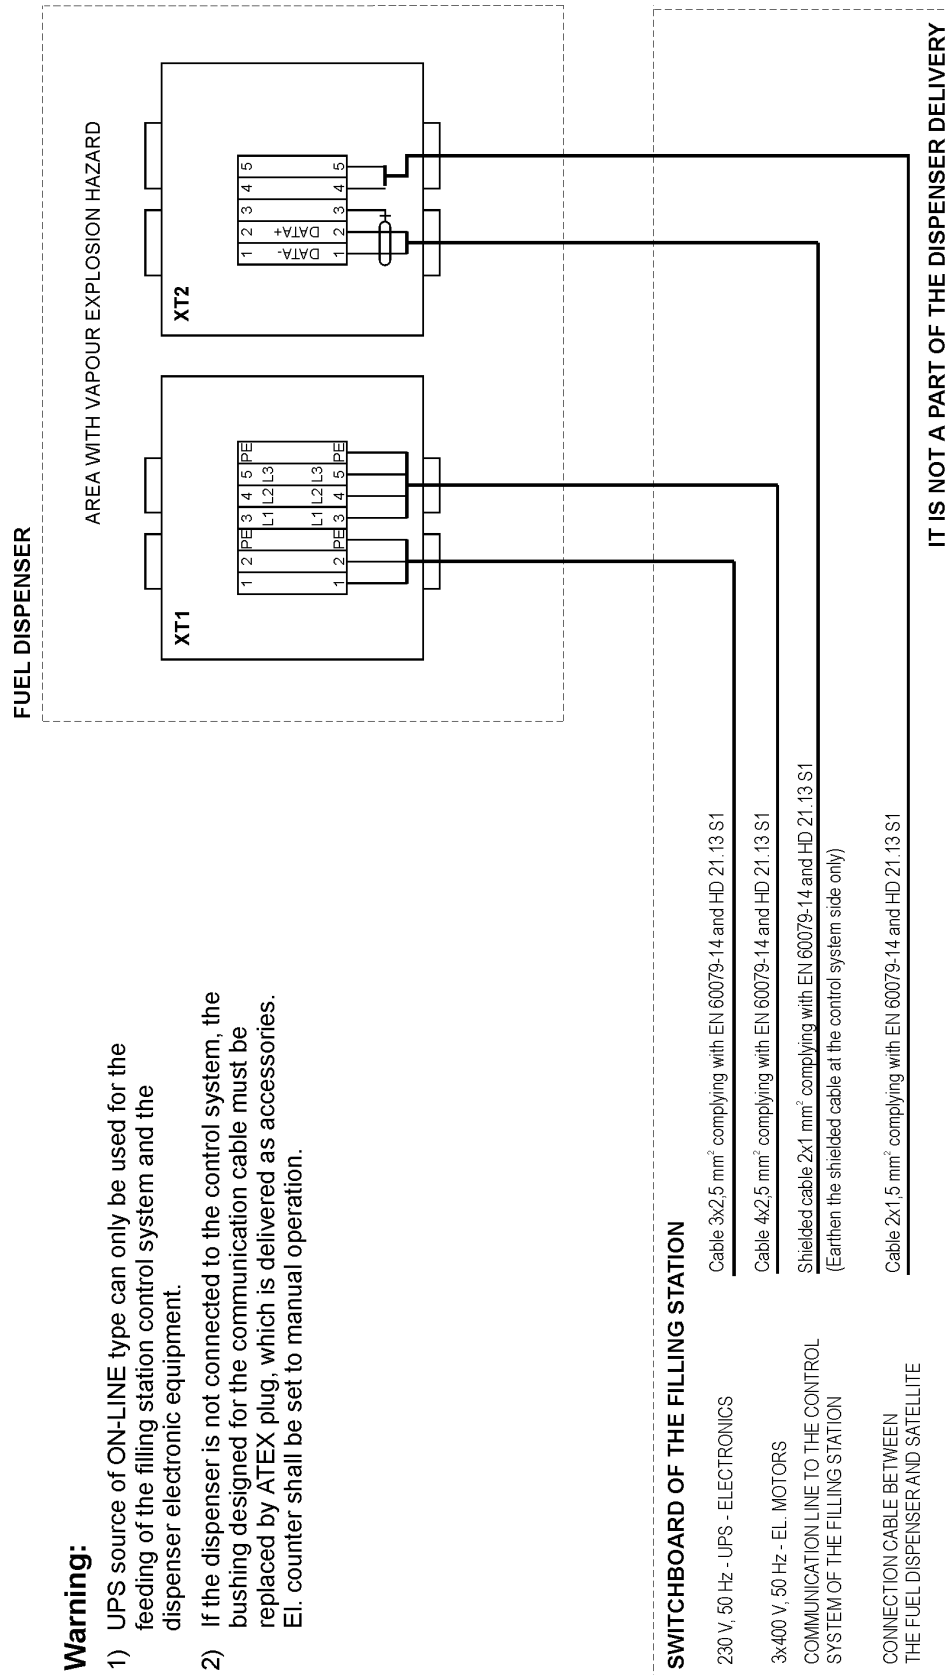 FUEL DISPENSER
AREA WITH VAPOUR EXPLOSION HAZARD
XT1
1 2 PE 3 4 5 PE
L1 L2 L3
L1 L2 L3
1 2 PE 3 4 5 PE
XT2
1 2 3 4 5
DATA-
DATA+
1 2 3 4 5
Warning:
1) UPS source of ON-LINE type can only be used for the
feeding of the filling station control system and the
dispenser electronic equipment.
2) If the dispenser is not connected to the control system, the
bushing designed for the communication cable must be
replaced by ATEX plug, which is delivered as accessories.
El. counter shall be set to manual operation.
SWITCHBOARD OF THE FILLING STATION
230 V, 50 Hz - UPS - ELECTRONICS
Cable 3x2,5 mm² complying with EN 60079-14 and HD 21.13 S1
3x400 V, 50 Hz - EL. MOTORS
Cable 4x2,5 mm² complying with EN 60079-14 and HD 21.13 S1
COMMUNICATION LINE TO THE CONTROL
SYSTEM OF THE FILLING STATION
Shielded cable 2x1 mm² complying with EN 60079-14 and HD 21.13 S1
(Earthen the shielded cable at the control system side only)
CONNECTION CABLE BETWEEN
THE FUEL DISPENSER AND SATELLITE
Cable 2x1,5 mm² complying with EN 60079-14 and HD 21.13 S1
IT IS NOT A PART OF THE DISPENSER DELIVERY